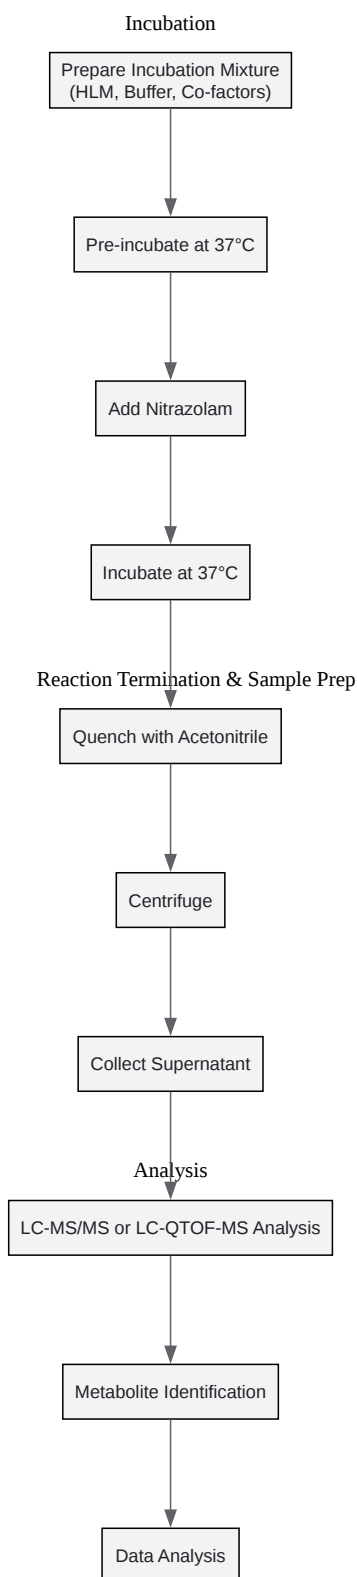 Incubation
Prepare Incubation Mixture
(HLM, Buffer, Co-factors)
Pre-incubate at 37°C
Add Nitrazolam
Incubate at 37°C
Reaction Termination & Sample Prep
Quench with Acetonitrile
Centrifuge
Collect Supernatant
Analysis
LC-MS/MS or LC-QTOF-MS Analysis
Metabolite Identification
Data Analysis